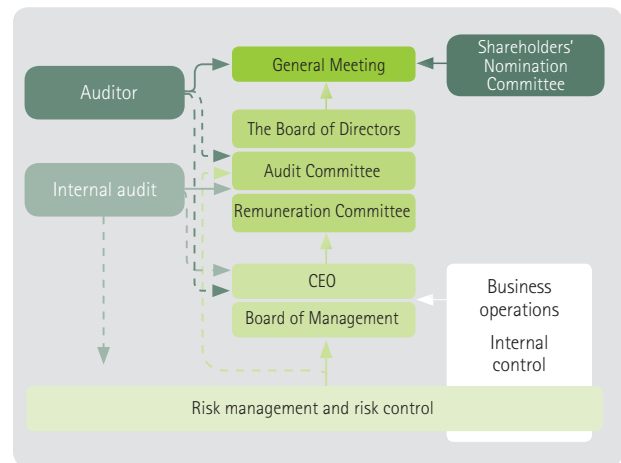 General Meeting
Shareholders'
Nomination
Committee
Auditor
The Board of Directors
Audit Committee
Internal audit
Remuneration Committee
CEO
Board of Management
Business
operations
Internal
control
Risk management and risk control